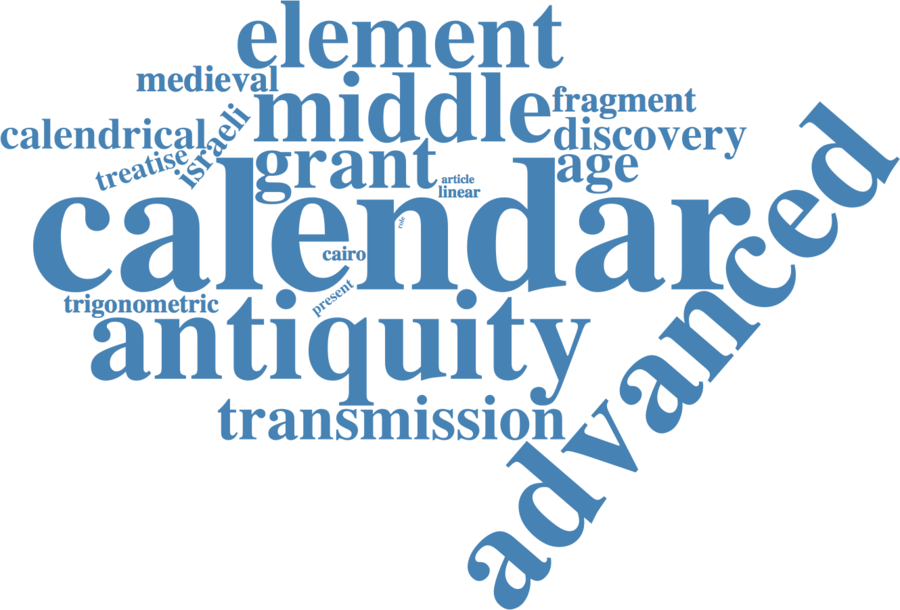 element
medieval
middle
fragment
calendrical
israeli
discovery
treatise
grant
age
article
linear
calendar
advanced
role
cairo
present
trigonometric
antiquity
transmission